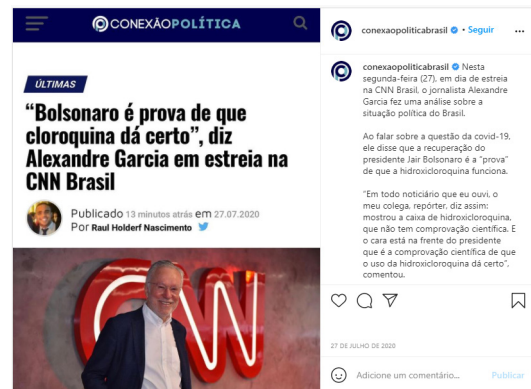 CONEXÃOPOLÍTICA
ÚLTIMAS
“Bolsonaro é prova de que
cloroquina dá certo”, diz
Alexandre Garcia em estreia na
CNN Brasil
Publicado 13 minutos atrás em 27.07.2020
Por Raul Holderf Nascimento
CNN
conexaopoliticabrasil • Seguir ...
conexaopoliticabrasil Nesta
segunda-feira (27), em dia de estreia
na CNN Brasil, o jornalista Alexandre
Garcia fez uma análise sobre a
situação política do Brasil.
Ao falar sobre a questão da covid-19,
ele disse que a recuperação do
presidente Jair Bolsonaro é a "prova"
de que a hidroxicloroquina funciona.
"Em todo noticiário que eu ouvi, o
meu colega, repórter, diz assim:
mostrou a caixa de hidroxicloroquina,
que não tem comprovação científica. E
o cara está na frente do presidente
que é a comprovação científica de que
o uso da hidroxicloroquina dá certo",
comentou.
27 DE JULHO DE 2020
Adicione um comentário... Publicar